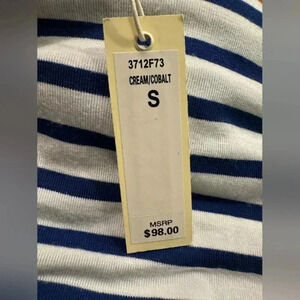 3712F73
CREAM/COBALT
S
MSRP
$98.00